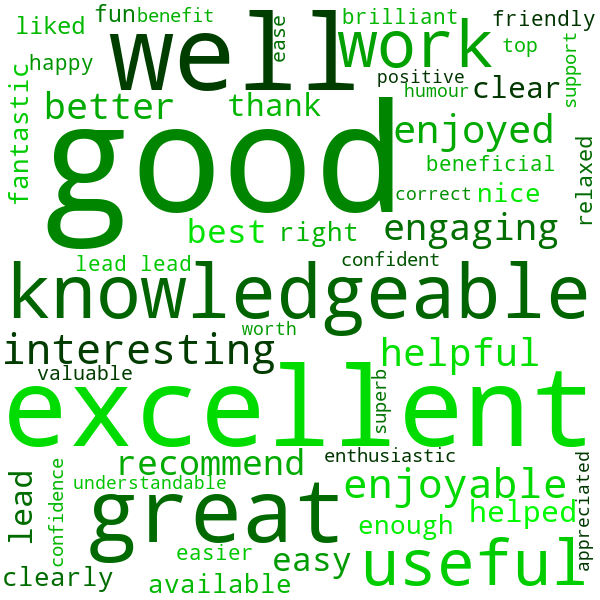 fun
benefit
brilliant
friendly
liked
well
ease
work
top
happy
positive
support
humour
clear
fantastic
better
thank
good
enjoyed
relaxed
beneficial
correct
nice
best
right
engaging
lead lead
confident
knowledgeable
worth
interesting
helpful
valuable
superb
excellent
recommend
enthusiastic
lead
confidence
understandable
great
enjoyable
appreciated
helped
enough
easier
easy
useful
clearly
available